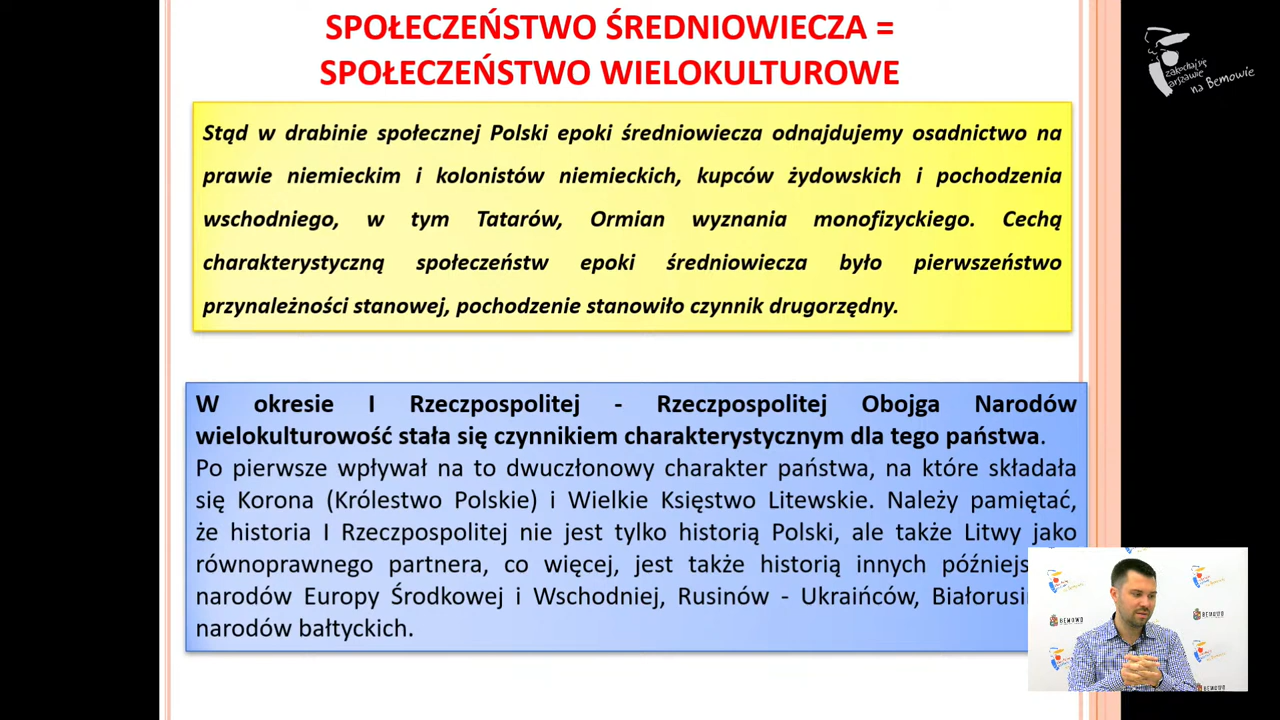 SPOŁECZEŃSTWO ŚREDNIOWIECZA =
SPOŁECZEŃSTWO WIELOKULTUROWE
Stąd w drabinie społecznej Polski epoki średniowiecza odnajdujemy osadnictwo na
prawie niemieckim i kolonistów niemieckich, kupców żydowskich i pochodzenia
wschodniego, w tym Tatarów, Ormian wyznania monofizyckiego. Cechą
charakterystyczną społeczeństw epoki średniowiecza było pierwszeństwo
przynależności stanowej, pochodzenie stanowiło czynnik drugorzędny.
W okresie I Rzeczpospolitej - Rzeczpospolitej Obojga Narodów
wielokulturowość stała się czynnikiem charakterystycznym dla tego państwa.
Po pierwsze wpływał na to dwuczłonowy charakter państwa, na które składała
się Korona (Królestwo Polskie) i Wielkie Księstwo Litewskie. Należy pamiętać,
że historia I Rzeczpospolitej nie jest tylko historią Polski, ale także Litwy jako
równoprawnego partnera, co więcej, jest także historią innych
narodów Europy Środkowej i Wschodniej, Rusinów - Ukraińców,
narodów bałtyckich.
zakochaj się
w Warszawie
na Bemowie
BEMOWO
BEMOWO